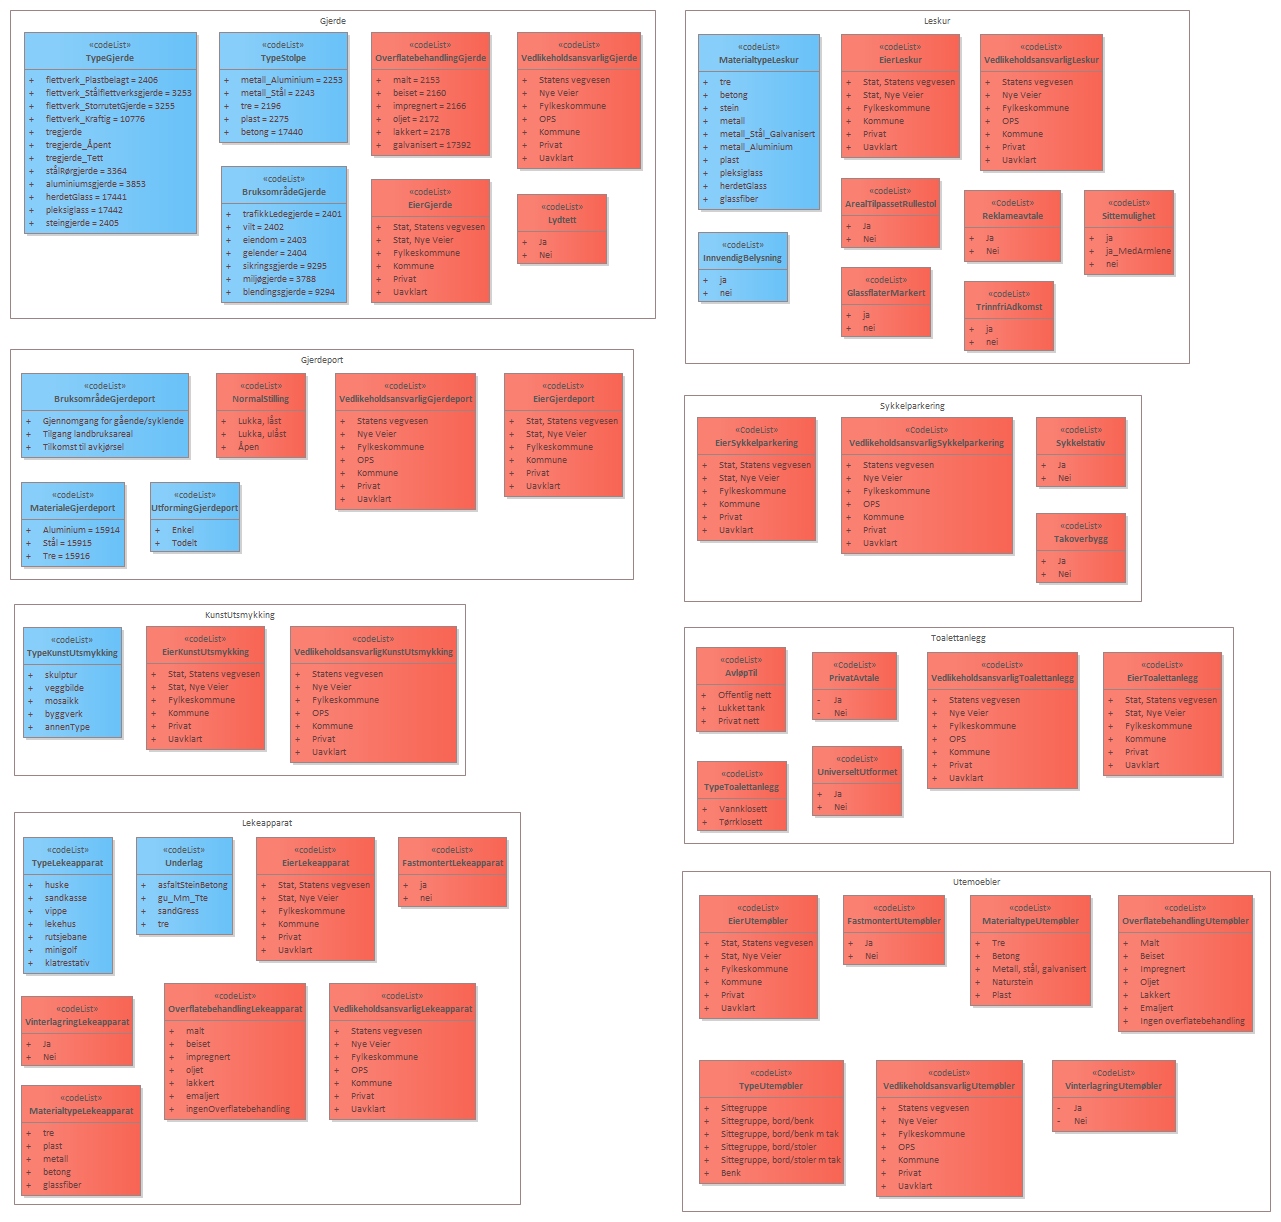 Gjerde
«codeList»
TypeGjerde
+ flettverk_Plastbelagt = 2406
+ flettverk_Stålflettverksgjerde = 3253
+ flettverk_StorrutetGjerde = 3255
+ flettverk_Kraftig = 10776
+ tregjerde
+ tregjerde_Åpent
+ tregjerde_Tett
+ stålRørgjerde = 3364
+ aluminiumsgjerde = 3853
+ herdetGlass = 17441
+ pleksiglass = 17442
+ steingjerde = 2405
«codeList»
TypeStolpe
+ metall_Aluminium = 2253
+ metall_Stål = 2243
+ tre = 2196
+ plast = 2275
+ betong = 17440
«codeList»
OverflatebehandlingGjerde
+ malt = 2153
+ beiset = 2160
+ impregnert = 2166
+ oljet = 2172
+ lakkert = 2178
+ galvanisert = 17392
«codeList»
VedlikeholdsansvarligGjerde
+ Statens vegvesen
+ Nye Veier
+ Fylkeskommune
+ OPS
+ Kommune
+ Privat
+ Uavklart
«codeList»
BruksområdeGjerde
+ trafikkLedegjerde = 2401
+ vilt = 2402
+ eiendom = 2403
+ gelender = 2404
+ sikringsgjerde = 9295
+ miljøgjerde = 3788
+ blendingsgjerde = 9294
«codeList»
EierGjerde
+ Stat, Statens vegvesen
+ Stat, Nye Veier
+ Fylkeskommune
+ Kommune
+ Privat
+ Uavklart
«codeList»
Lydtett
+ Ja
+ Nei
Leskur
«codeList»
MaterialtypeLeskur
+ tre
+ betong
+ stein
+ metall
+ metall_Stål_Galvanisert
+ metall_Aluminium
+ plast
+ pleksiglass
+ herdetGlass
+ glassfiber
«codeList»
EierLeskur
+ Stat, Statens vegvesen
+ Stat, Nye Veier
+ Fylkeskommune
+ Kommune
+ Privat
+ Uavklart
«codeList»
VedlikeholdsansvarligLeskur
+ Statens vegvesen
+ Nye Veier
+ Fylkeskommune
+ OPS
+ Kommune
+ Privat
+ Uavklart
«codeList»
ArealTilpassetRullestol
+ Ja
+ Nei
«CodeList»
Reklameavtale
+ Ja
+ Nei
«codeList»
Sittemulighet
+ ja
+ ja_MedArmlene
+ nei
«codeList»
InnvendigBelysning
+ ja
+ nei
«codeList»
GlassflaterMarkert
+ ja
+ nei
«codeList»
TrinnfriAdkomst
+ ja
+ nei
Gjerdeport
«codeList»
BruksområdeGjerdeport
+ Gjennomgang for gående/syklende
+ Tilgang landbruksareal
+ Tilkomst til avkjørsel
«codeList»
NormalStilling
+ Lukka, låst
+ Lukka, ulåst
+ Åpen
«codeList»
VedlikeholdsansvarligGjerdeport
+ Statens vegvesen
+ Nye Veier
+ Fylkeskommune
+ OPS
+ Kommune
+ Privat
+ Uavklart
«codeList»
EierGjerdeport
+ Stat, Statens vegvesen
+ Stat, Nye Veier
+ Fylkeskommune
+ Kommune
+ Privat
+ Uavklart
«codeList»
MaterialeGjerdeport
+ Aluminium = 15914
+ Stål = 15915
+ Tre = 15916
«codeList»
UtformingGjerdeport
+ Enkel
+ Todelt
Sykkelparkering
«CodeList»
EierSykkelparkering
+ Stat, Statens vegvesen
+ Stat, Nye Veier
+ Fylkeskommune
+ Kommune
+ Privat
+ Uavklart
«CodeList»
VedlikeholdsansvarligSykkelparkering
+ Statens vegvesen
+ Nye Veier
+ Fylkeskommune
+ OPS
+ Kommune
+ Privat
+ Uavklart
«codeList»
Sykkelstativ
+ Ja
+ Nei
«codeList»
Takoverbygg
+ Ja
+ Nei
KunstUtsmykking
«codeList»
TypeKunstUtsmykking
+ skulptur
+ veggbilde
+ mosaikk
+ byggverk
+ annenType
«codeList»
EierKunstUtsmykking
+ Stat, Statens vegvesen
+ Stat, Nye Veier
+ Fylkeskommune
+ Kommune
+ Privat
+ Uavklart
«codeList»
VedlikeholdsansvarligKunstUtsmykking
+ Statens vegvesen
+ Nye Veier
+ Fylkeskommune
+ OPS
+ Kommune
+ Privat
+ Uavklart
Toalettanlegg
«codeList»
AvløpTil
+ Offentlig nett
+ Lukket tank
+ Privat nett
«CodeList»
PrivatAvtale
- Ja
- Nei
«codeList»
VedlikeholdsansvarligToalettanlegg
+ Statens vegvesen
+ Nye Veier
+ Fylkeskommune
+ OPS
+ Kommune
+ Privat
+ Uavklart
«codeList»
EierToalettanlegg
+ Stat, Statens vegvesen
+ Stat, Nye Veier
+ Fylkeskommune
+ Kommune
+ Privat
+ Uavklart
«codeList»
TypeToalettanlegg
+ Vannklosett
+ Tørrklosett
«codeList»
UniverseltUtformet
+ Ja
+ Nei
Lekeapparat
«codeList»
TypeLekeapparat
+ huske
+ sandkasse
+ vippe
+ lekehus
+ rutsjebane
+ minigolf
+ klatrestativ
«codeList»
Underlag
+ asfaltSteinBetong
+ gu_Mm_Tte
+ sandGress
+ tre
«codeList»
EierLekeapparat
+ Stat, Statens vegvesen
+ Stat, Nye Veier
+ Fylkeskommune
+ Kommune
+ Privat
+ Uavklart
«codeList»
FastmontertLekeapparat
+ ja
+ nei
«codeList»
VinterlagringLekeapparat
+ Ja
+ Nei
«codeList»
OverflatebehandlingLekeapparat
+ malt
+ beiset
+ impregnert
+ oljet
+ lakkert
+ emaljert
+ ingenOverflatebehandling
«codeList»
VedlikeholdsansvarligLekeapparat
+ Statens vegvesen
+ Nye Veier
+ Fylkeskommune
+ OPS
+ Kommune
+ Privat
+ Uavklart
«codeList»
MaterialtypeLekeapparat
+ tre
+ plast
+ metall
+ betong
+ glassfiber
Utemoebler
«codeList»
EierUtemøbler
+ Stat, Statens vegvesen
+ Stat, Nye Veier
+ Fylkeskommune
+ Kommune
+ Privat
+ Uavklart
«codeList»
FastmontertUtemøbler
+ Ja
+ Nei
«codeList»
MaterialtypeUtemøbler
+ Tre
+ Betong
+ Metall, stål, galvanisert
+ Naturstein
+ Plast
«codeList»
OverflatebehandlingUtemøbler
+ Malt
+ Beiset
+ Impregnert
+ Oljet
+ Lakkert
+ Emaljert
+ Ingen overflatebehandling
«codeList»
TypeUtemøbler
+ Sittegruppe
+ Sittegruppe, bord/benk
+ Sittegruppe, bord/benk m tak
+ Sittegruppe, bord/stoler
+ Sittegruppe, bord/stoler m tak
+ Benk
«codeList»
VedlikeholdsansvarligUtemøbler
+ Statens vegvesen
+ Nye Veier
+ Fylkeskommune
+ OPS
+ Kommune
+ Privat
+ Uavklart
«CodeList»
VinterlagringUtemøbler
- Ja
- Nei